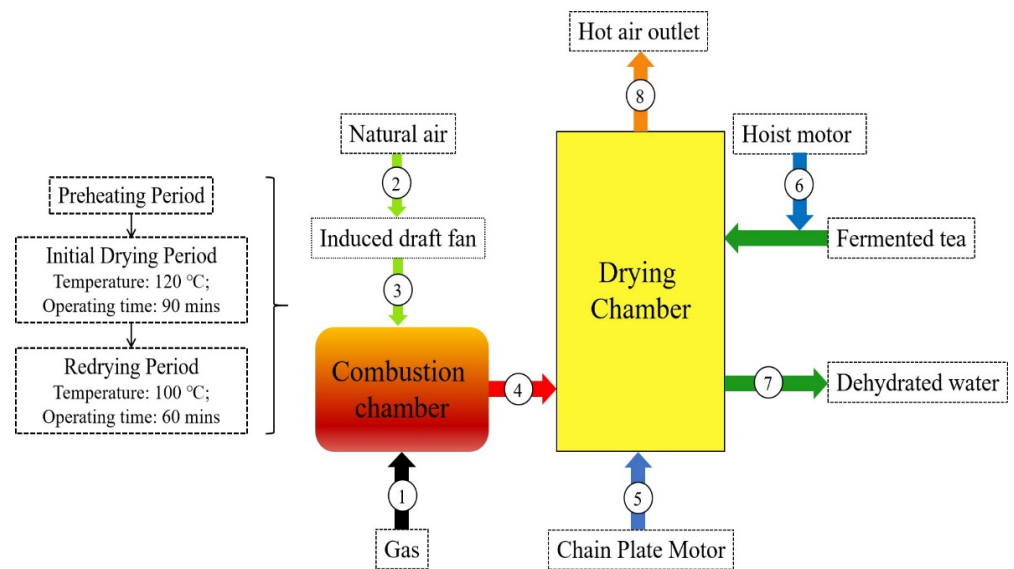 Hot air outlet
8
Natural air
Hoist motor
2
6
Preheating Period
Induced draft fan
Fermented tea
Initial Drying Period
Temperature: 120 °C;
Operating time: 90 mins
3
Drying
Chamber
Redrying Period
Temperature: 100 °C;
Operating time: 60 mins
Combustion
chamber
4
7
Dehydrated water
1
5
Gas
Chain Plate Motor